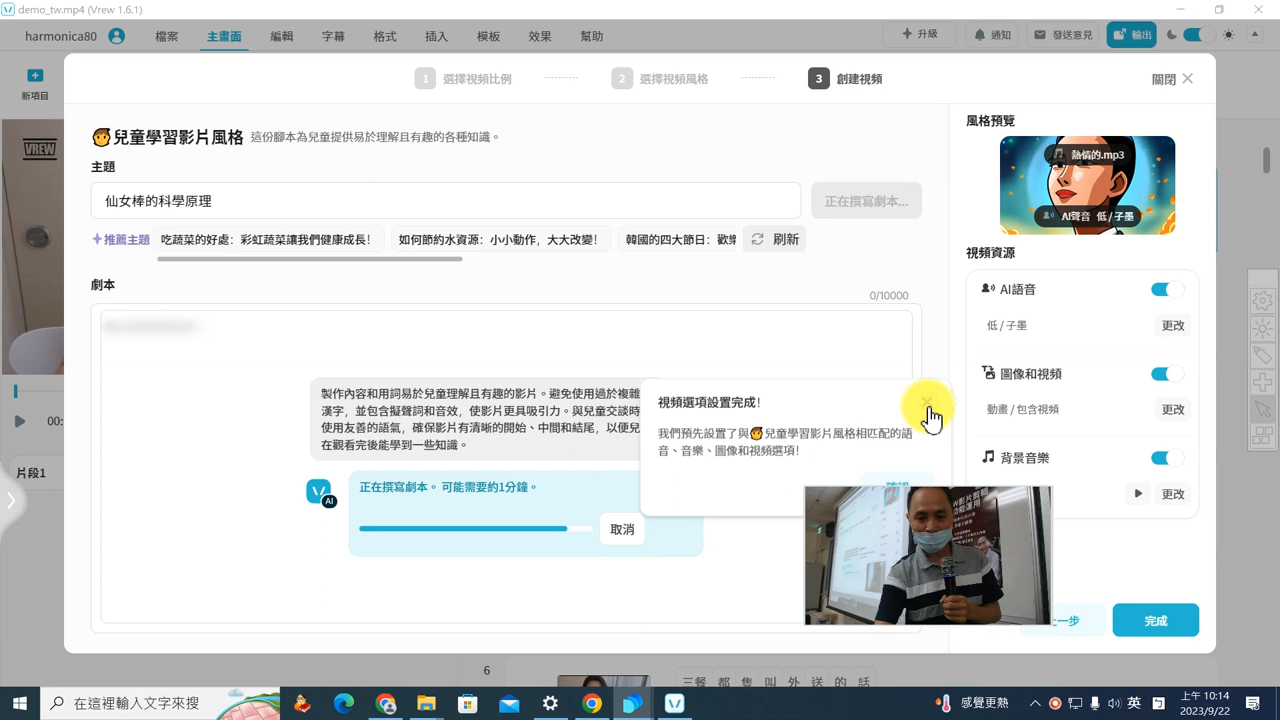 demo_tw.mp4 (Vrew 1.6.1)
harmonica80
檔案
主畫面
編輯
字幕
格式
插入
模板
效果
幫助
升級
通知
發送意見
輸出
新項目
1 選擇視頻比例
2 選擇視頻風格
3 創建視頻
關閉
兒童學習影片風格 這份腳本為兒童提供易於理解且有趣的各種知識。
主題
仙女棒的科學原理
正在撰寫劇本...
推薦主題
吃蔬菜的好處：彩虹蔬菜讓我們健康成長！
如何節約水資源：小小動作，大大改變！
韓國的四大節日：歡樂
刷新
劇本
0/10000
製作內容和用詞易於兒童理解且有趣的影片。避免使用過於複雜
漢字，並包含擬聲詞和音效，使影片更具吸引力。與兒童交談時
使用友善的語氣，確保影片有清晰的開始、中間和結尾，以便兒
在觀看完後能學到一些知識。
AI
正在撰寫劇本。 可能需要約1分鐘。
取消
視頻選項設置完成！
我們預先設置了與兒童學習影片風格相匹配的語
音、音樂、圖像和視頻選項！
風格預覽
熱情的.mp3
AI聲音 低 / 子墨
視頻資源
AI語音
低 / 子墨
更改
圖像和視頻
動畫 / 包含視頻
更改
背景音樂
更改
上一步
完成
VREW
00:
片段1
6
三餐 都 隻 叫 外 送 的 話
在這裡輸入文字來搜
感覺更熱
英
上午 10:14
2023/9/22